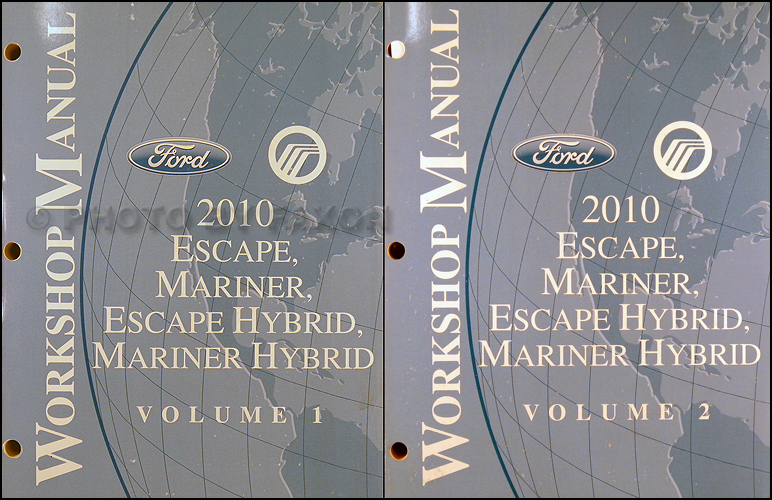 WORKSHOP MANUAL
Ford
2010
ESCAPE,
MARINER,
ESCAPE HYBRID,
MARINER HYBRID
VOLUME 1
WORKSHOP MANUAL
Ford
2010
ESCAPE,
MARINER,
ESCAPE HYBRID,
MARINER HYBRID
VOLUME 2